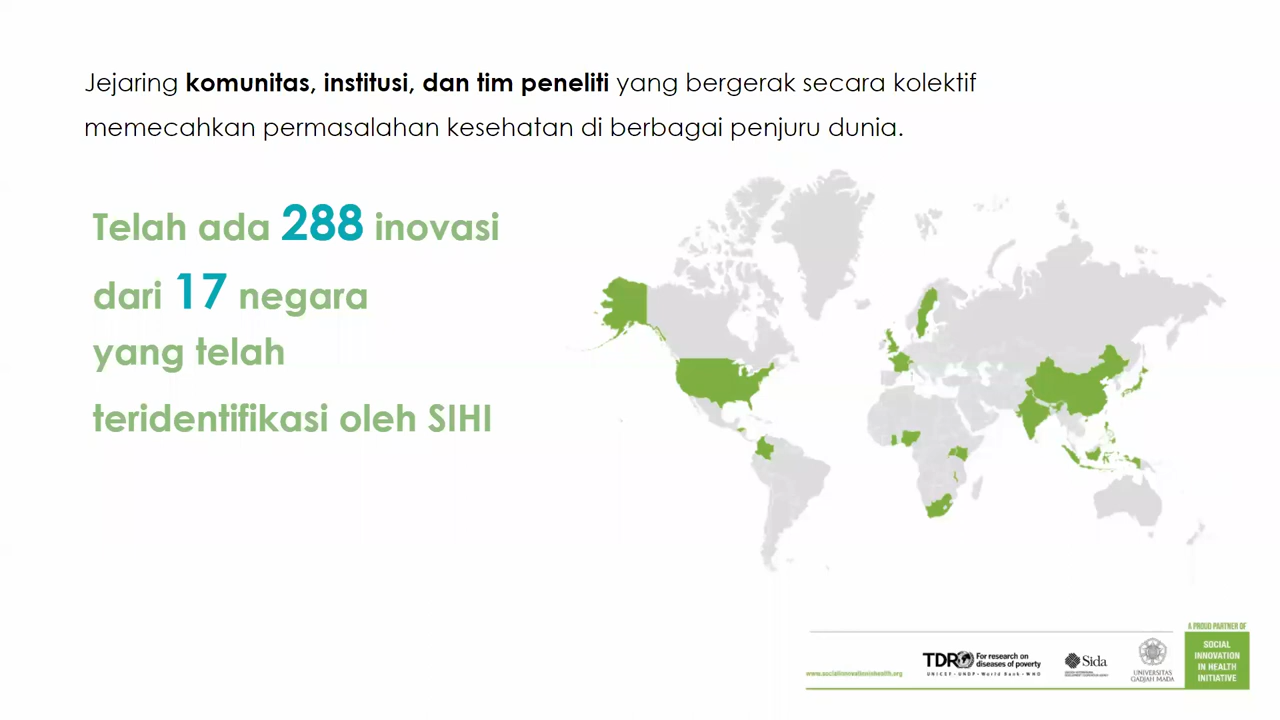 Jejaring komunitas, institusi, dan tim peneliti yang bergerak secara kolektif
memecahkan permasalahan kesehatan di berbagai penjuru dunia.
Telah ada 288 inovasi
dari 17 negara
yang telah
teridentifikasi oleh SIHI
A PROUD PARTNER OF
SOCIAL
INNOVATION
IN HEALTH
INITIATIVE
www.socialinnovationinhealth.org
TDR For research on
diseases of poverty
UNICEF · UNDP · World Bank · WHO
Sida
UNIVERSITAS
GADJAH MADA